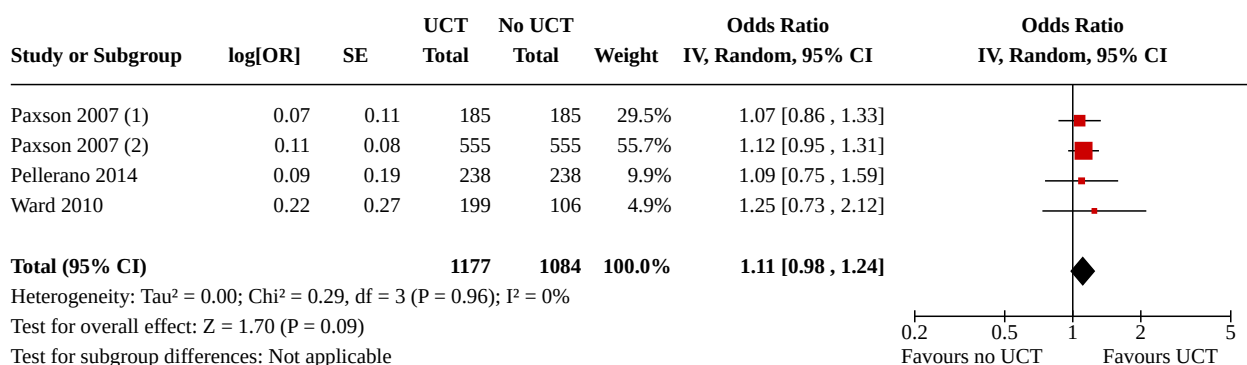 UCT No UCT Odds Ratio Odds Ratio
Study or Subgroup log[OR] SE Total Total Weight IV, Random, 95% CI IV, Random, 95% CI
Paxson 2007 (1) 0.07 0.11 185 185 29.5% 1.07 [0.86 , 1.33]
Paxson 2007 (2) 0.11 0.08 555 555 55.7% 1.12 [0.95 , 1.31]
Pellerano 2014 0.09 0.19 238 238 9.9% 1.09 [0.75 , 1.59]
Ward 2010 0.22 0.27 199 106 4.9% 1.25 [0.73 , 2.12]
Total (95% CI) 1177 1084 100.0% 1.11 [0.98 , 1.24]
Heterogeneity: Tau² = 0.00; Chi² = 0.29, df = 3 (P = 0.96); I² = 0%
Test for overall effect: Z = 1.70 (P = 0.09)
Test for subgroup differences: Not applicable
0.2 0.5 1 2 5
Favours no UCT Favours UCT